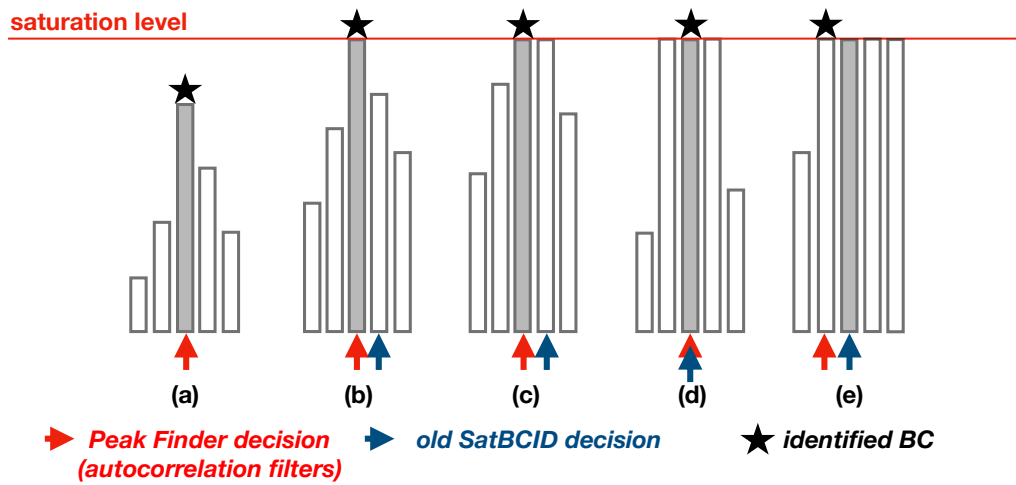 saturation level
(a) (b) (c) (d) (e)
Peak Finder decision old SatBCID decision identified BC
(autocorrelation filters)